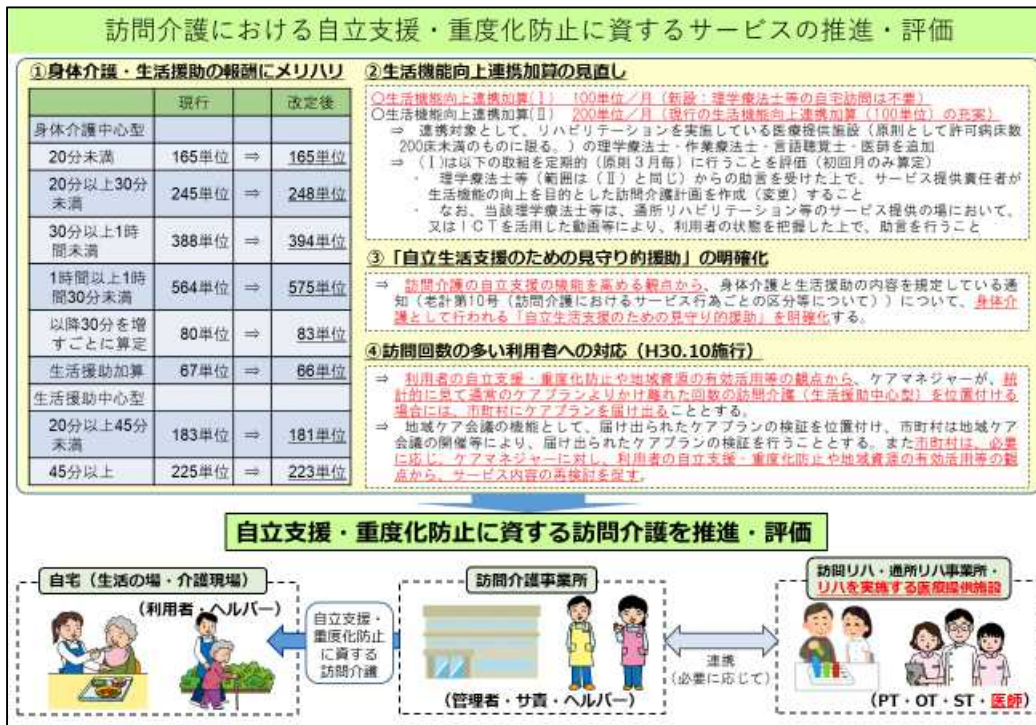 訪問介護における自立支援・重度化防止に資するサービスの推進・評価
①身体介護・生活援助の報酬にメリハリ
現行 改定後
身体介護中心型
20分未満 165単位 ⇒ 165単位
20分以上30分
未満 245単位 ⇒ 248単位
30分以上1時
間未満 388単位 ⇒ 394単位
1時間以上1時
間30分未満 564単位 ⇒ 575単位
以降30分を増
すごとに算定 80単位 ⇒ 83単位
生活援助加算 67単位 ⇒ 66単位
生活援助中心型
20分以上45分
未満 183単位 ⇒ 181単位
45分以上 225単位 ⇒ 223単位
②生活機能向上連携加算の見直し
○生活機能向上連携加算(Ⅰ) 100単位/月(新設:理学療法士等の自宅訪問は不要)
○生活機能向上連携加算(Ⅱ) 200単位/月(現行の生活機能向上連携加算(100単位)の充実)
⇒ 連携対象として、リハビリテーションを実施している医療提供施設(原則として許可病床数
200床未満のものに限る。)の理学療法士・作業療法士・言語聴覚士・医師を追加
⇒ (Ⅰ)は以下の取組を定期的(原則3月毎)に行うことを評価(初回月のみ算定)
・ 理学療法士等(範囲は(Ⅱ)と同じ)からの助言を受けた上で、サービス提供責任者が
生活機能の向上を目的とした訪問介護計画を作成(変更)すること
・ なお、当該理学療法士等は、通所リハビリテーション等のサービス提供の場において、
又はICTを活用した動画等により、利用者の状態を把握した上で、助言を行うこと
③「自立生活支援のための見守り的援助」の明確化
⇒ 訪問介護の自立支援の機能を高める観点から、身体介護と生活援助の内容を規定している通
知(老計第10号(訪問介護におけるサービス行為ごとの区分等について))について、身体介
護として行われる「自立生活支援のための見守り的援助」を明確化する。
④訪問回数の多い利用者への対応(H30.10施行)
⇒ 利用者の自立支援・重度化防止や地域資源の有効活用等の観点から、ケアマネジャーが、統
計的に見て通常のケアプランよりかけ離れた回数の訪問介護(生活援助中心型)を位置付ける
場合には、市町村にケアプランを届け出ることとする。
⇒ 地域ケア会議の機能として、届け出られたケアプランの検証を位置付け、市町村は地域ケア
会議の開催等により、届け出られたケアプランの検証を行うこととする。また市町村は、必要
に応じ、ケアマネジャーに対し、利用者の自立支援・重度化防止や地域資源の有効活用等の観
点から、サービス内容の再検討を促す。
自立支援・重度化防止に資する訪問介護を推進・評価
自宅(生活の場・介護現場)
(利用者・ヘルパー)
自立支援・
重度化防止
に資する
訪問介護
訪問介護事業所
(管理者・サ責・ヘルパー)
連携
(必要に応じて)
訪問リハ・通所リハ事業所・
リハを実施する医療提供施設
(PT・OT・ST・医師)